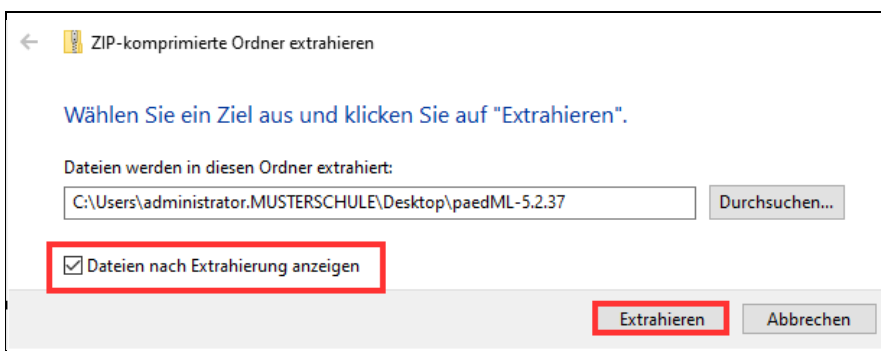 ZIP-komprimierte Ordner extrahieren
Wählen Sie ein Ziel aus und klicken Sie auf "Extrahieren".
Dateien werden in diesen Ordner extrahiert:
C:\Users\administrator.MUSTERSCHULE\Desktop\paedML-5.2.37
Durchsuchen...
Dateien nach Extrahierung anzeigen
Extrahieren
Abbrechen